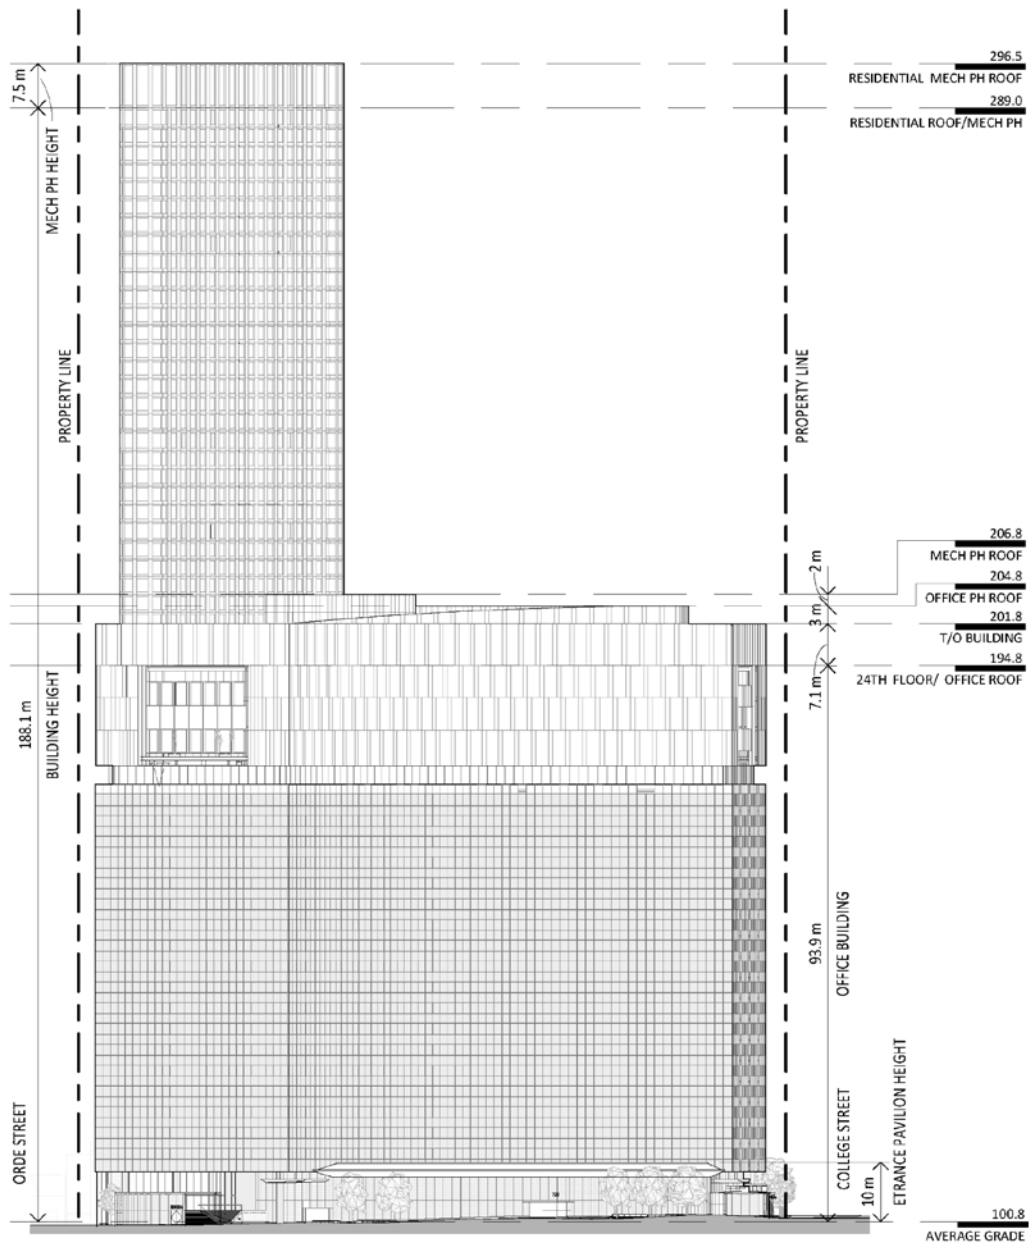 296.5
RESIDENTIAL MECH PH ROOF
289.0
RESIDENTIAL ROOF/MECH PH
7.5 m
MECH PH HEIGHT
PROPERTY LINE
PROPERTY LINE
206.8
MECH PH ROOF
204.8
OFFICE PH ROOF
201.8
T/O BUILDING
194.8
24TH FLOOR/ OFFICE ROOF
2 m
3 m
7.1 m
188.1 m
BUILDING HEIGHT
93.9 m
OFFICE BUILDING
ORDE STREET
COLLEGE STREET
10 m
ETRANCE PAVILION HEIGHT
100.8
AVERAGE GRADE